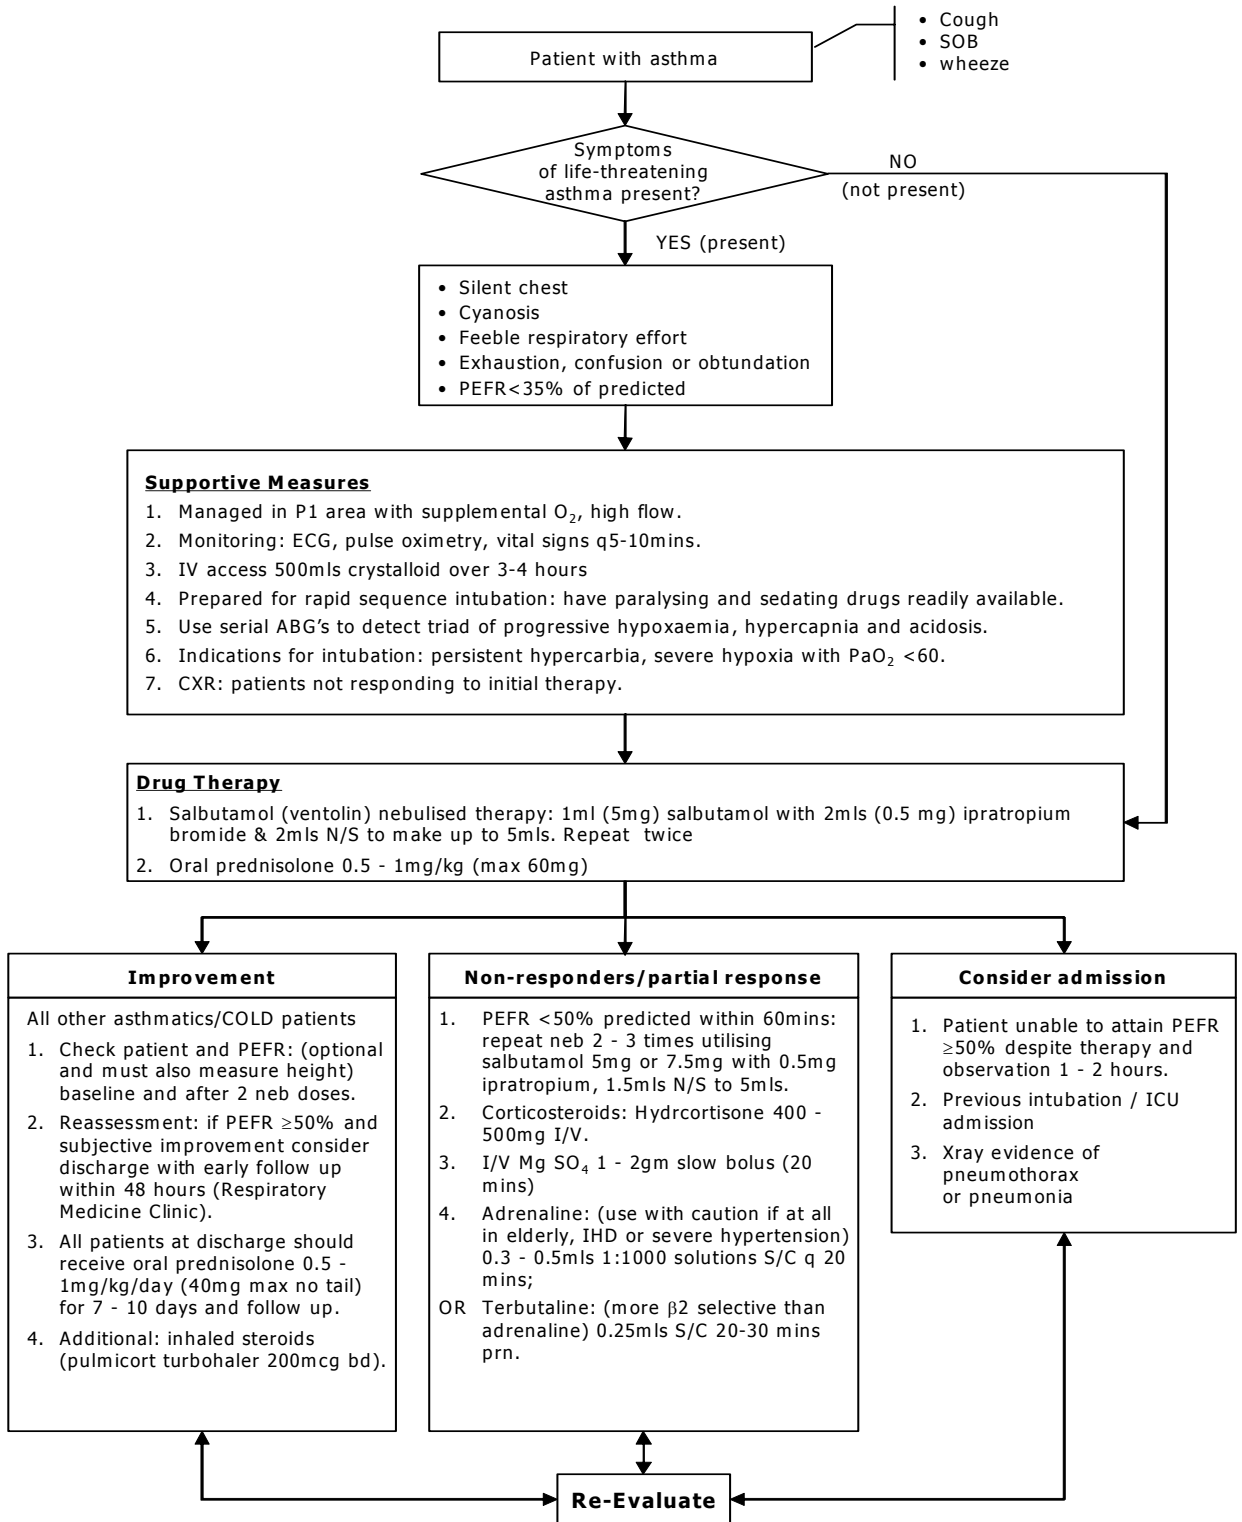 • Cough
• SOB
• wheeze
Patient with asthma
Symptoms
of life-threatening
asthma present?
NO
(not present)
YES (present)
• Silent chest
• Cyanosis
• Feeble respiratory effort
• Exhaustion, confusion or obtundation
• PEFR<35% of predicted
Supportive Measures
1. Managed in P1 area with supplemental O₂, high flow.
2. Monitoring: ECG, pulse oximetry, vital signs q5-10mins.
3. IV access 500mls crystalloid over 3-4 hours
4. Prepared for rapid sequence intubation: have paralysing and sedating drugs readily available.
5. Use serial ABG's to detect triad of progressive hypoxaemia, hypercapnia and acidosis.
6. Indications for intubation: persistent hypercarbia, severe hypoxia with PaO₂ <60.
7. CXR: patients not responding to initial therapy.
Drug Therapy
1. Salbutamol (ventolin) nebulised therapy: 1ml (5mg) salbutamol with 2mls (0.5 mg) ipratropium
bromide & 2mls N/S to make up to 5mls. Repeat twice
2. Oral prednisolone 0.5 - 1mg/kg (max 60mg)
Improvement
All other asthmatics/COLD patients
1. Check patient and PEFR: (optional
and must also measure height)
baseline and after 2 neb doses.
2. Reassessment: if PEFR ≥50% and
subjective improvement consider
discharge with early follow up
within 48 hours (Respiratory
Medicine Clinic).
3. All patients at discharge should
receive oral prednisolone 0.5 -
1mg/kg/day (40mg max no tail)
for 7 - 10 days and follow up.
4. Additional: inhaled steroids
(pulmicort turbohaler 200mcg bd).
Non-responders/partial response
1. PEFR <50% predicted within 60mins:
repeat neb 2 - 3 times utilising
salbutamol 5mg or 7.5mg with 0.5mg
ipratropium, 1.5mls N/S to 5mls.
2. Corticosteroids: Hydrcortisone 400 -
500mg I/V.
3. I/V Mg SO₄ 1 - 2gm slow bolus (20
mins)
4. Adrenaline: (use with caution if at all
in elderly, IHD or severe hypertension)
0.3 - 0.5mls 1:1000 solutions S/C q 20
mins;
OR Terbutaline: (more β2 selective than
adrenaline) 0.25mls S/C 20-30 mins
prn.
Consider admission
1. Patient unable to attain PEFR
≥50% despite therapy and
observation 1 - 2 hours.
2. Previous intubation / ICU
admission
3. Xray evidence of
pneumothorax
or pneumonia
Re-Evaluate